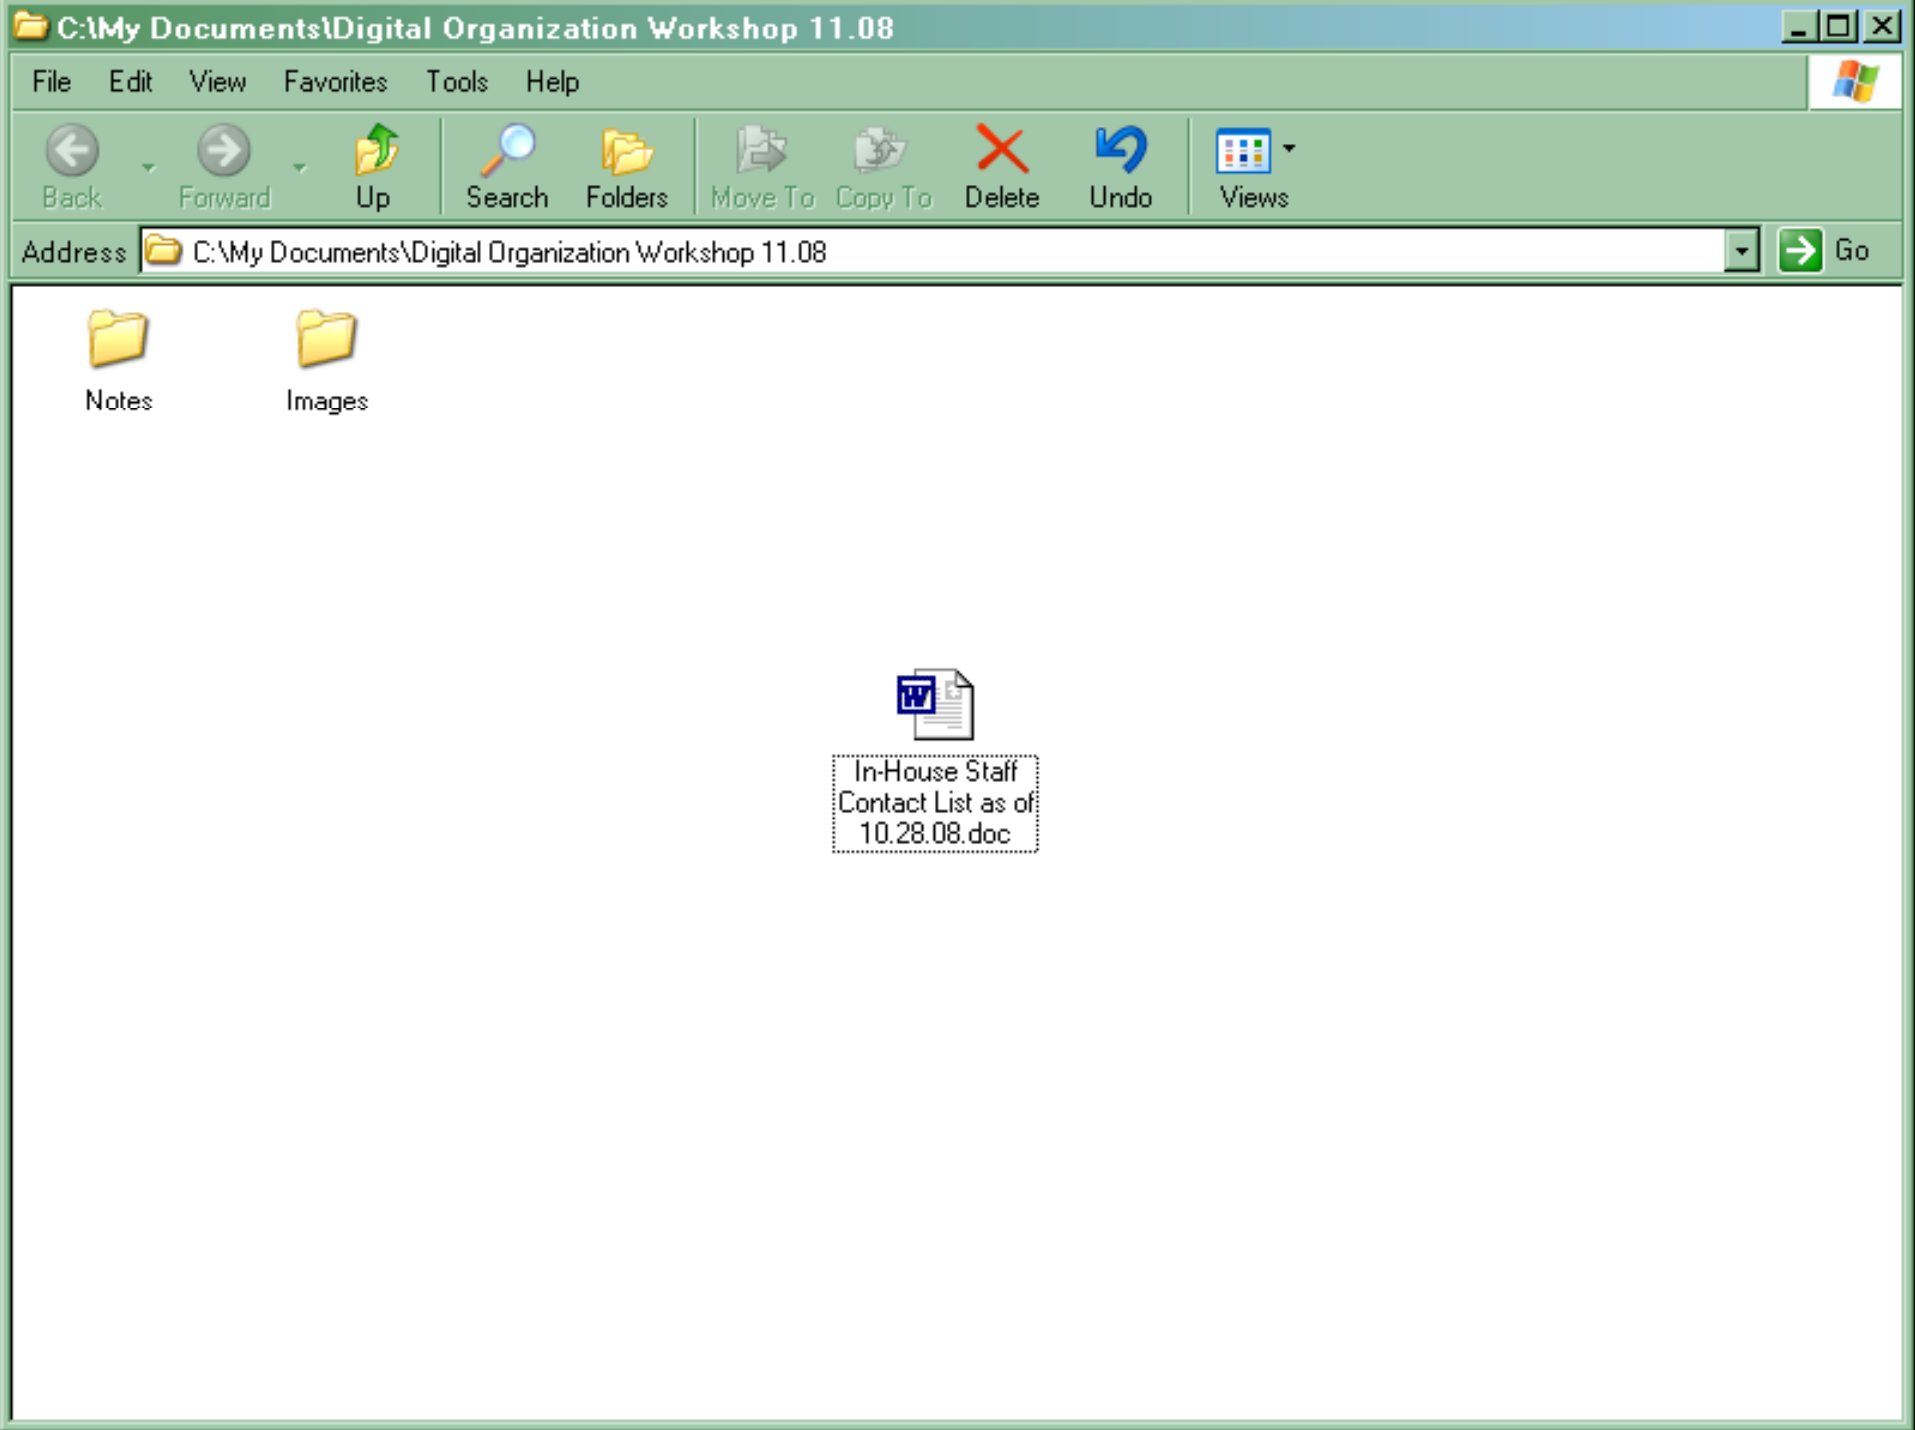 C:\My Documents\Digital Organization Workshop 11.08
File Edit View Favorites Tools Help
Back Forward Up Search Folders Move To Copy To Delete Undo Views
Address C:\My Documents\Digital Organization Workshop 11.08 Go
Notes Images
W
In-House Staff
Contact List as of
10.28.08.doc